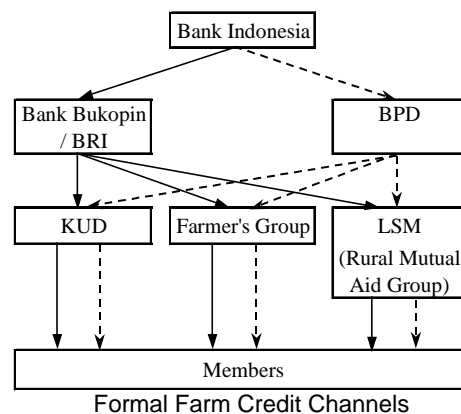 Bank Indonesia
Bank Bukopin
/ BRI
BPD
KUD
Farmer's Group
LSM
(Rural Mutual
Aid Group)
Members
Formal Farm Credit Channels